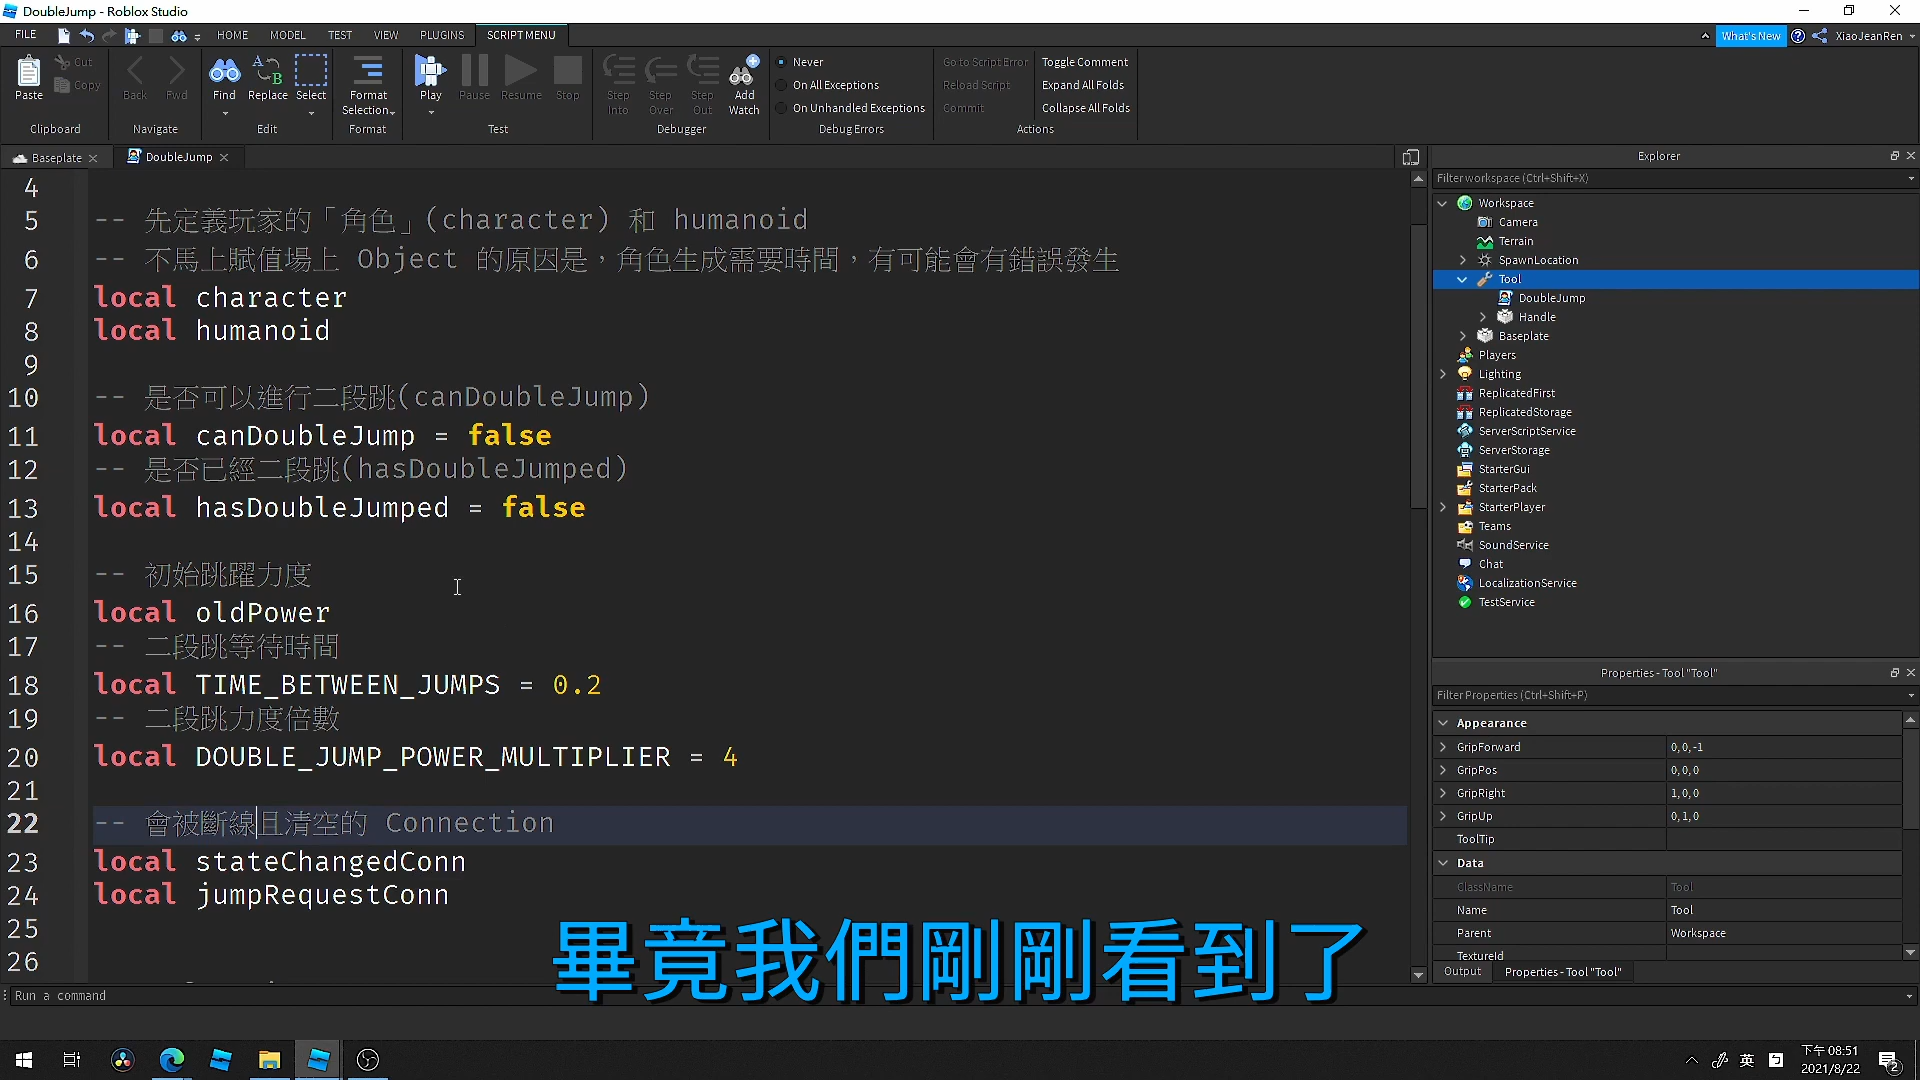 DoubleJump - Roblox Studio
FILE HOME MODEL TEST VIEW PLUGINS SCRIPT MENU What's New XiaoJeanRen
Paste Cut Copy Clipboard
Back Fwd Navigate
Find Replace Select Edit
Format Selection Format
Play Pause Resume Stop Test
Step Into Step Over Step Out Add Watch Debugger
Never
On All Exceptions
On Unhandled Exceptions
Debug Errors
Go to Script Error Toggle Comment
Reload Script Expand All Folds
Commit Collapse All Folds
Actions
Baseplate DoubleJump
4
5 -- 先定義玩家的「角色」(character) 和 humanoid
6 -- 不馬上賦值場上 Object 的原因是，角色生成需要時間，有可能會有錯誤發生
7 local character
8 local humanoid
9
10 -- 是否可以進行二段跳(canDoubleJump)
11 local canDoubleJump = false
12 -- 是否已經二段跳(hasDoubleJumped)
13 local hasDoubleJumped = false
14
15 -- 初始跳躍力度
16 local oldPower
17 -- 二段跳等待時間
18 local TIME_BETWEEN_JUMPS = 0.2
19 -- 二段跳力度倍數
20 local DOUBLE_JUMP_POWER_MULTIPLIER = 4
21
22 -- 會被斷線且清空的 Connection
23 local stateChangedConn
24 local jumpRequestConn
25
26
畢竟我們剛剛看到了
Run a command
Explorer
Filter workspace (Ctrl+Shift+X)
Workspace
Camera
Terrain
SpawnLocation
Tool
DoubleJump
Handle
Baseplate
Players
Lighting
ReplicatedFirst
ReplicatedStorage
ServerScriptService
ServerStorage
StarterGui
StarterPack
StarterPlayer
Teams
SoundService
Chat
LocalizationService
TestService
Properties - Tool "Tool"
Filter Properties (Ctrl+Shift+P)
Appearance
GripForward 0,0,-1
GripPos 0,0,0
GripRight 1,0,0
GripUp 0,1,0
ToolTip
Data
ClassName Tool
Name Tool
Parent Workspace
TextureId
Output Properties - Tool "Tool"
英
下午 08:51
2021/8/22
2